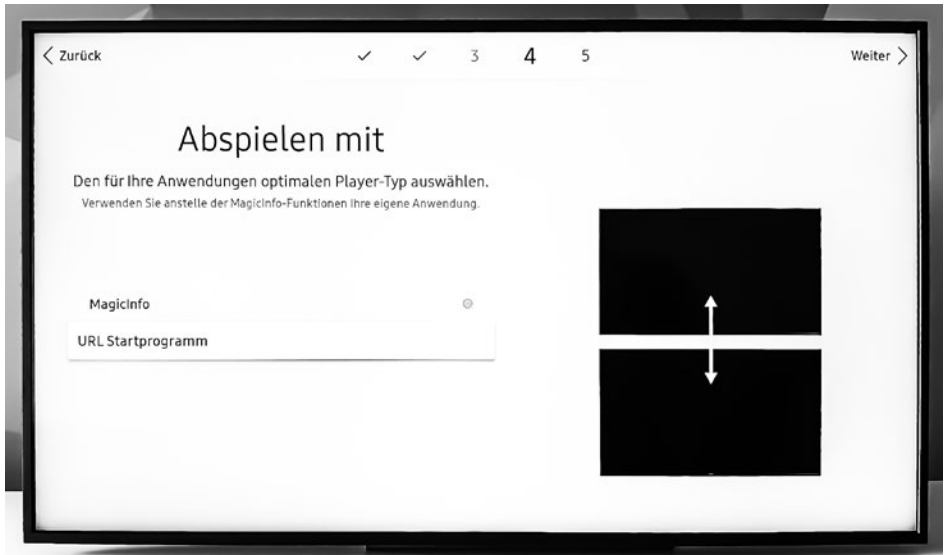 Zurück
3
4
5
Weiter
Abspielen mit
Den für Ihre Anwendungen optimalen Player-Typ auswählen.
Verwenden Sie anstelle der MagicInfo-Funktionen Ihre eigene Anwendung.
MagicInfo
URL Startprogramm